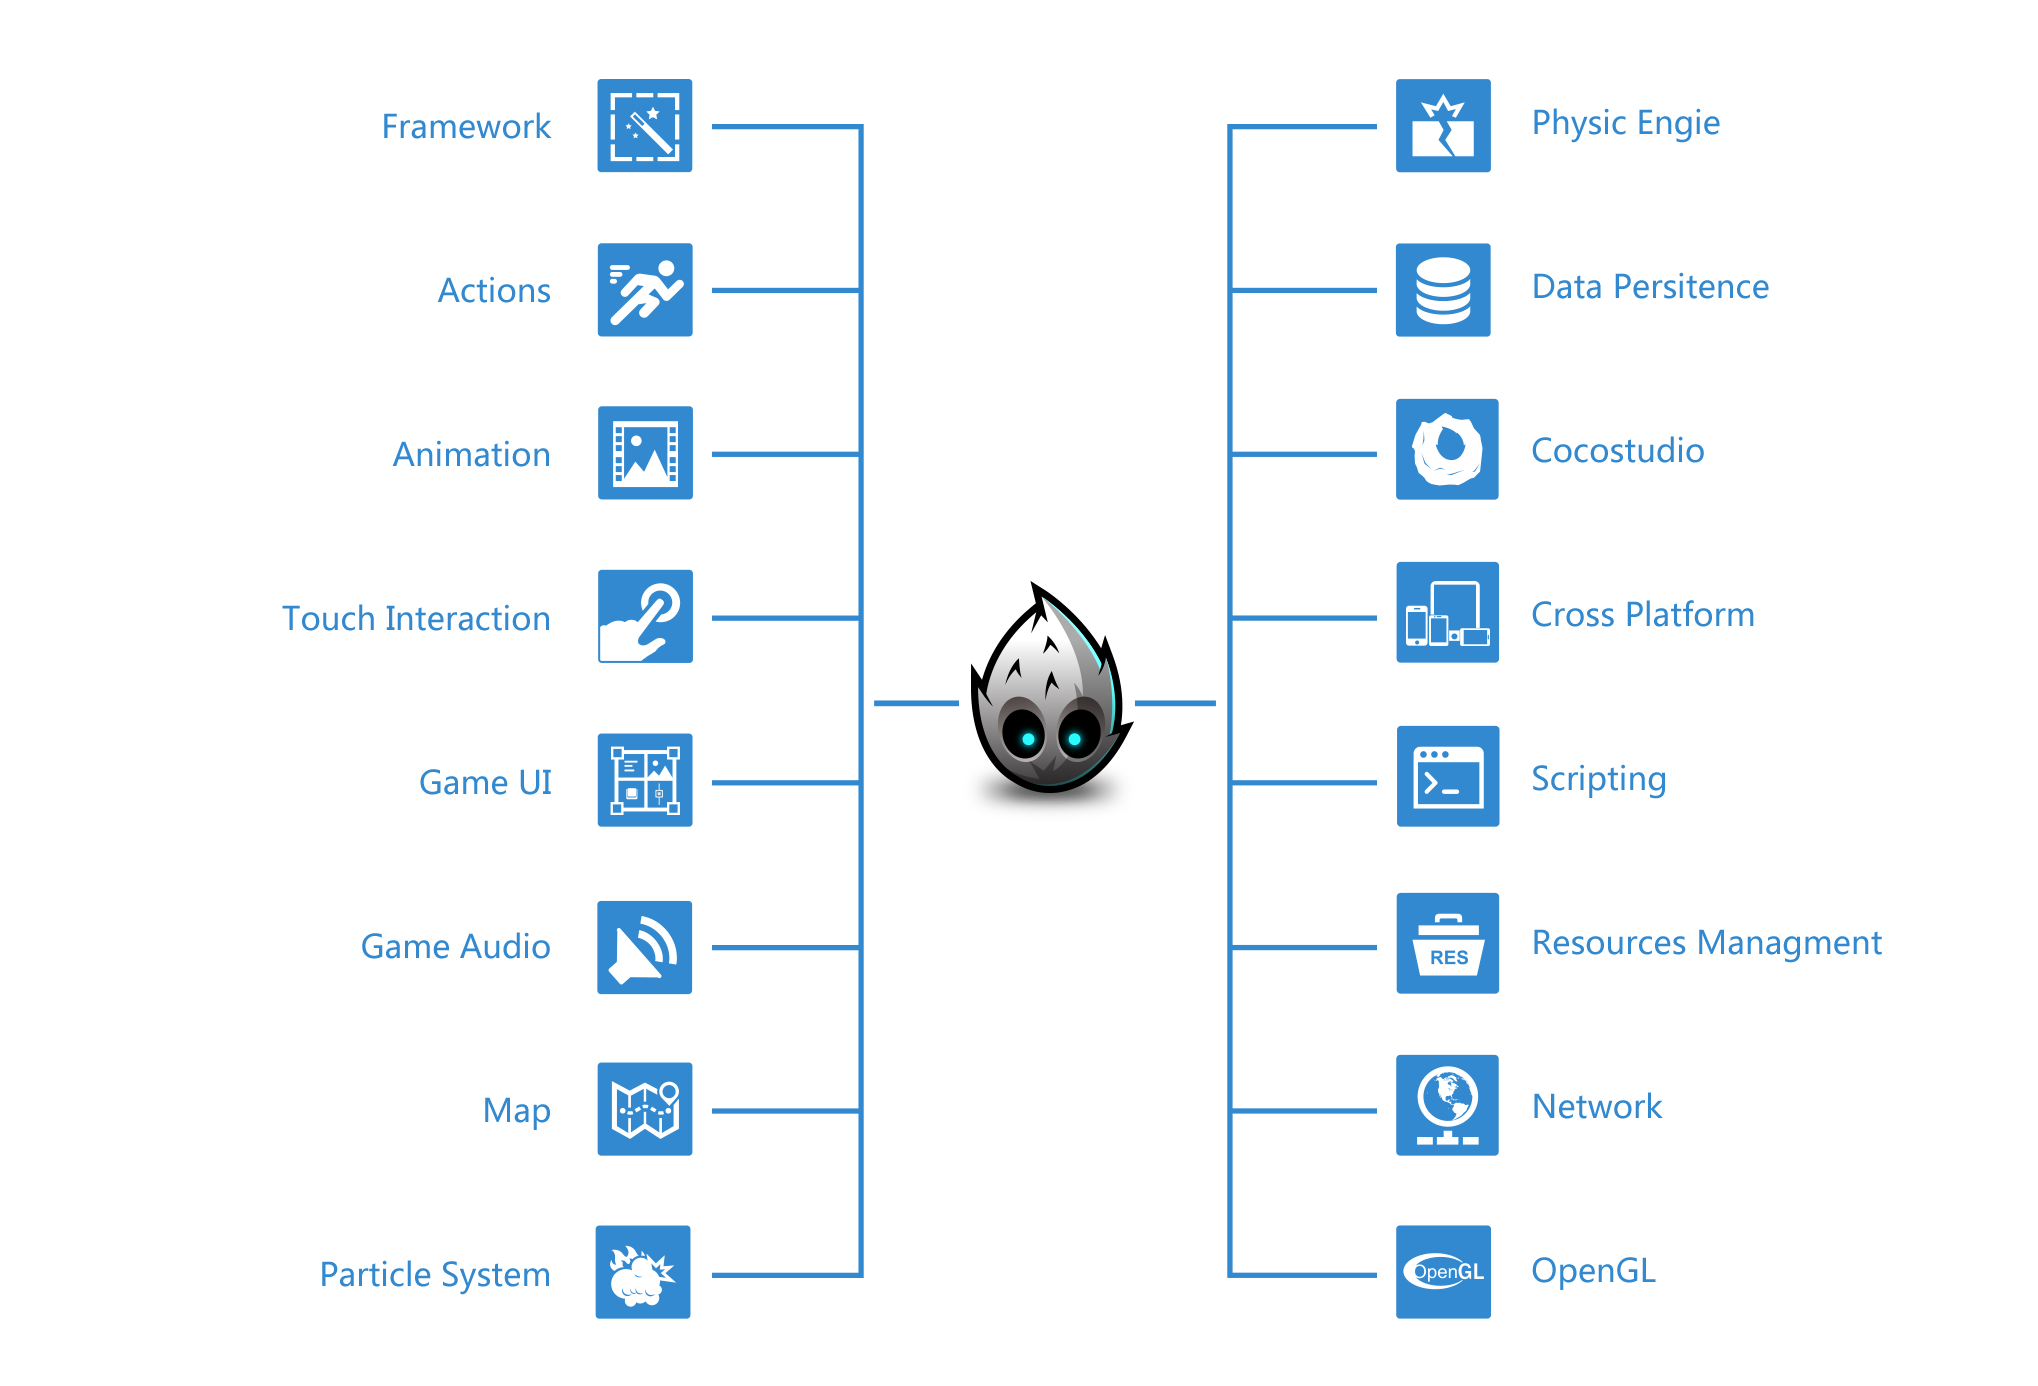 Framework
Physic Engie
Actions
Data Persitence
Animation
Cocostudio
Touch Interaction
Cross Platform
Game UI
Scripting
Game Audio
RES
Resources Managment
Map
Network
Particle System
OpenGL
OpenGL